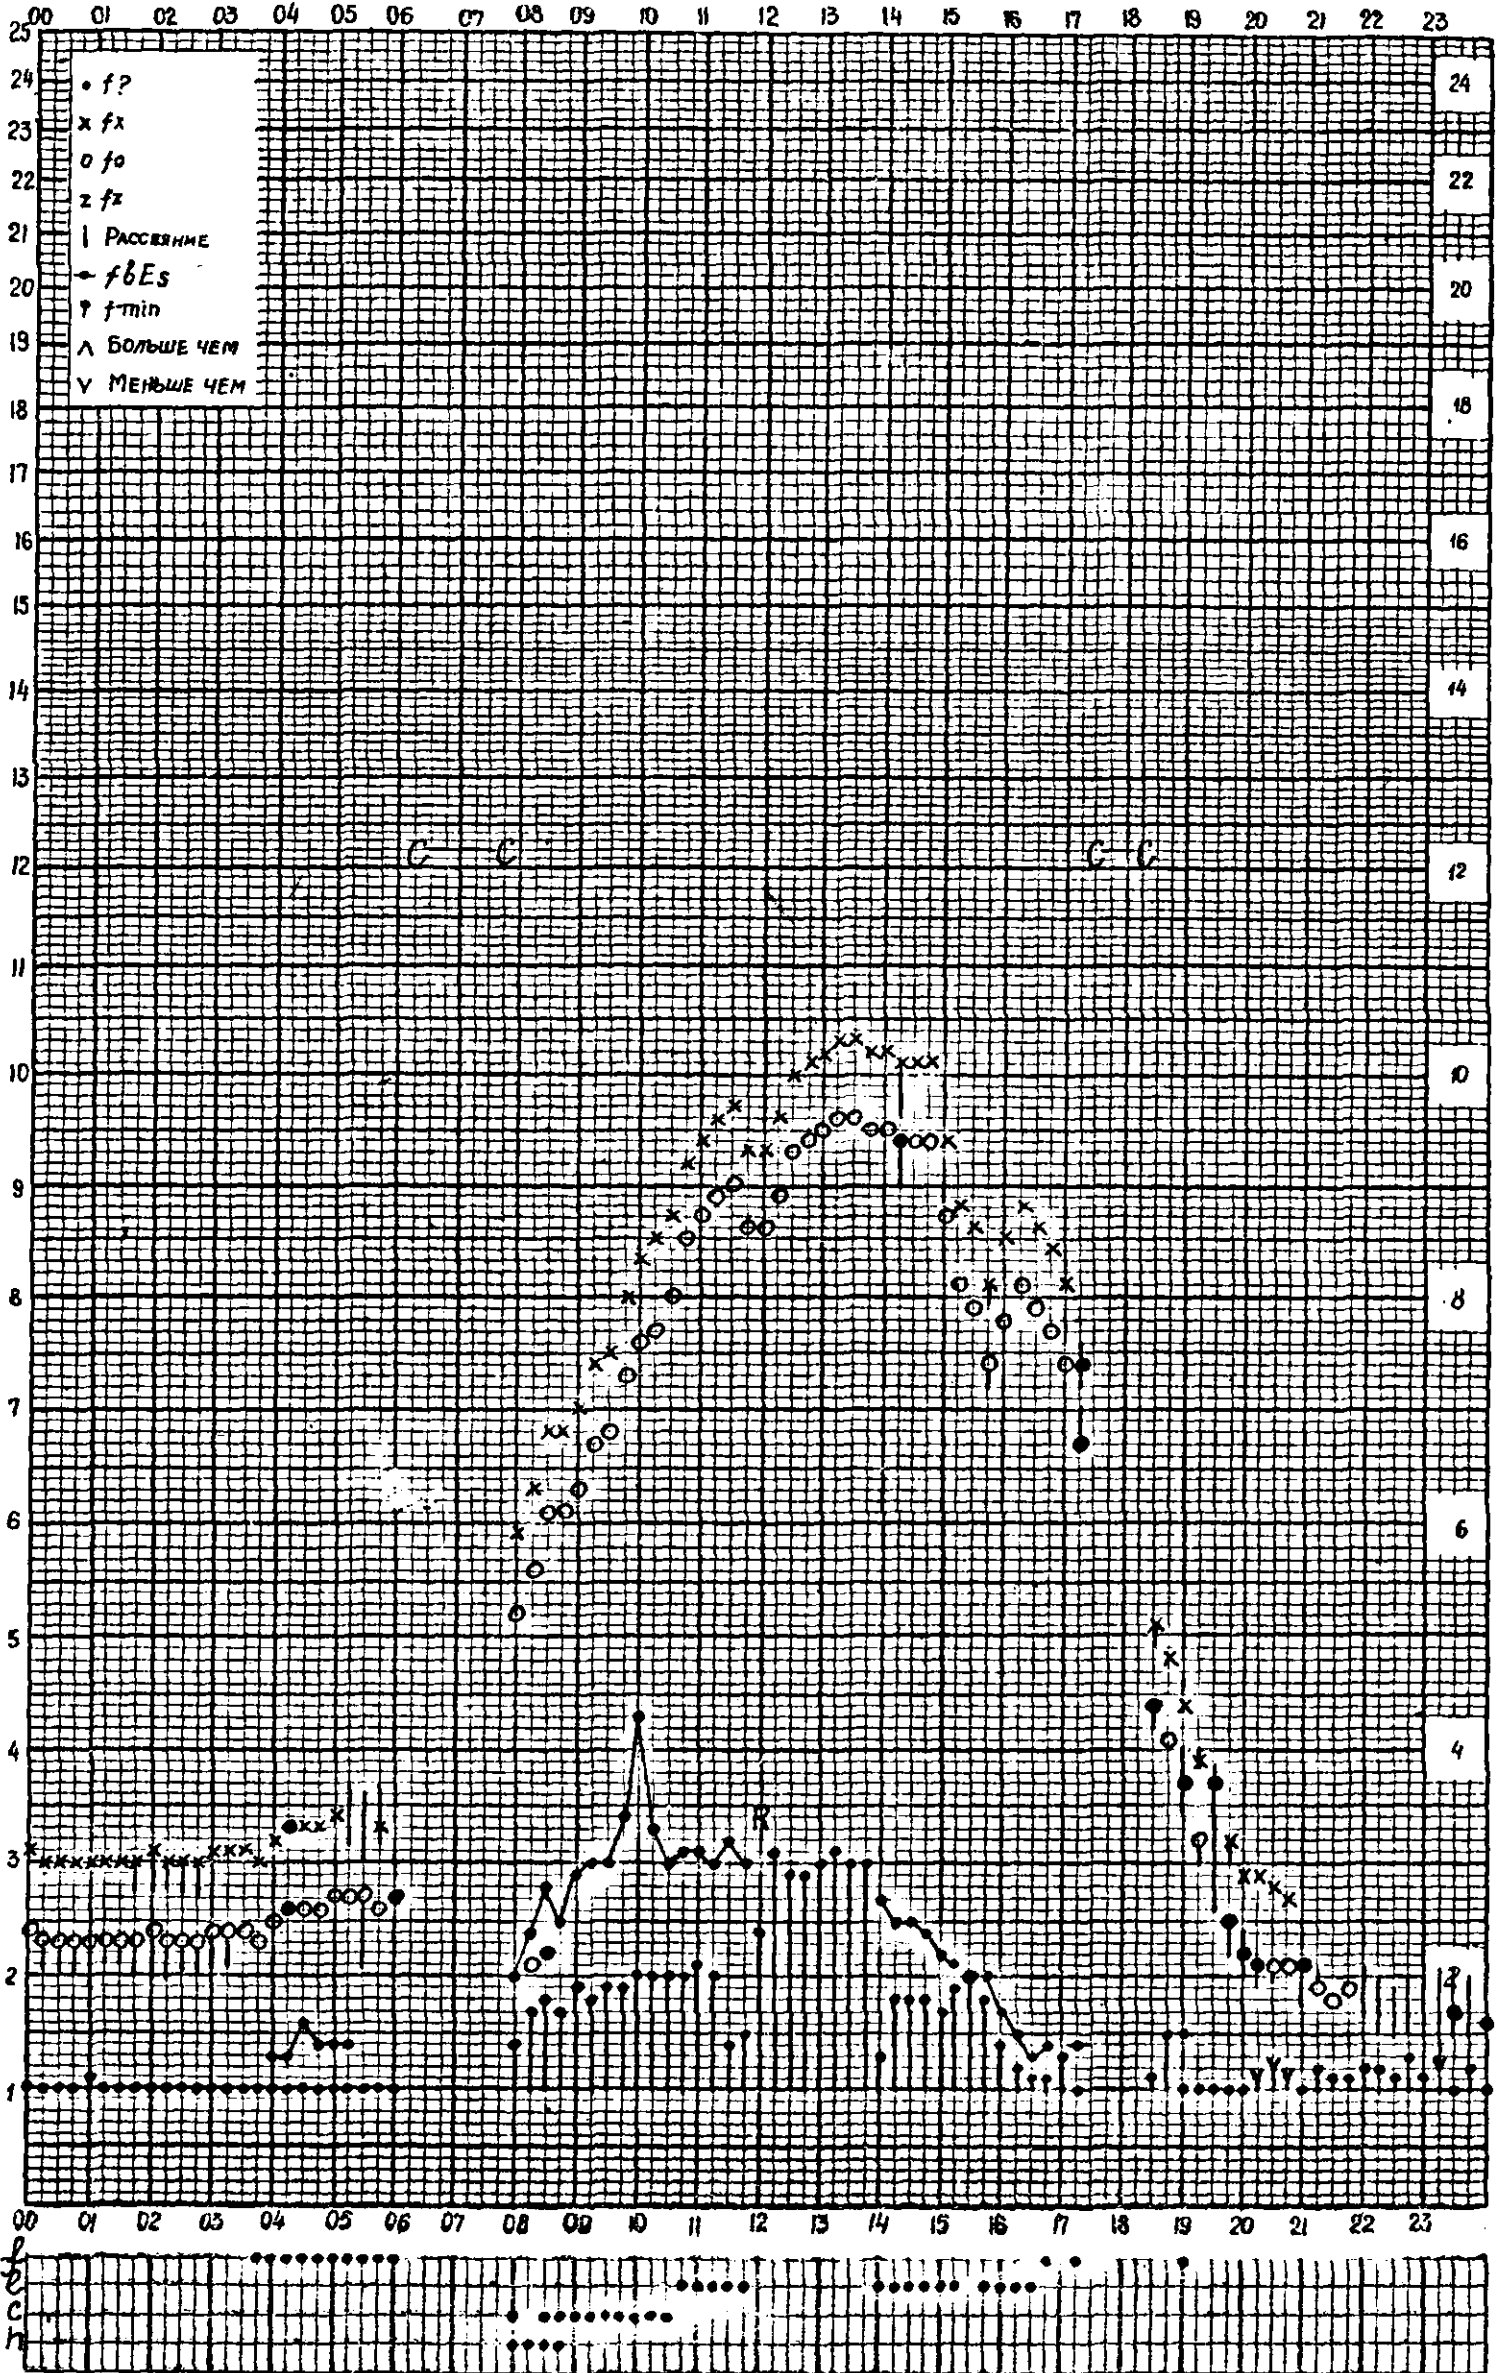 00 01 02 03 04 05 06 07 08 09 10 11 12 13 14 15 16 17 18 19 20 21 22 23
25
24 24
23
22 22
21
20 20
19
18 18
17
16 16
15
14 14
13
12 12
11
10 10
9
8 8
7
6 6
5
4 4
3
2 2
1
• f?
x fx
o fo
z fz
| Рассеяние
fbEs
f-min
∧ Больше чем
∨ Меньше чем
C C C C
R
00 01 02 03 04 05 06 07 08 09 10 11 12 13 14 15 16 17 18 19 20 21 22 23
f
l
c
h